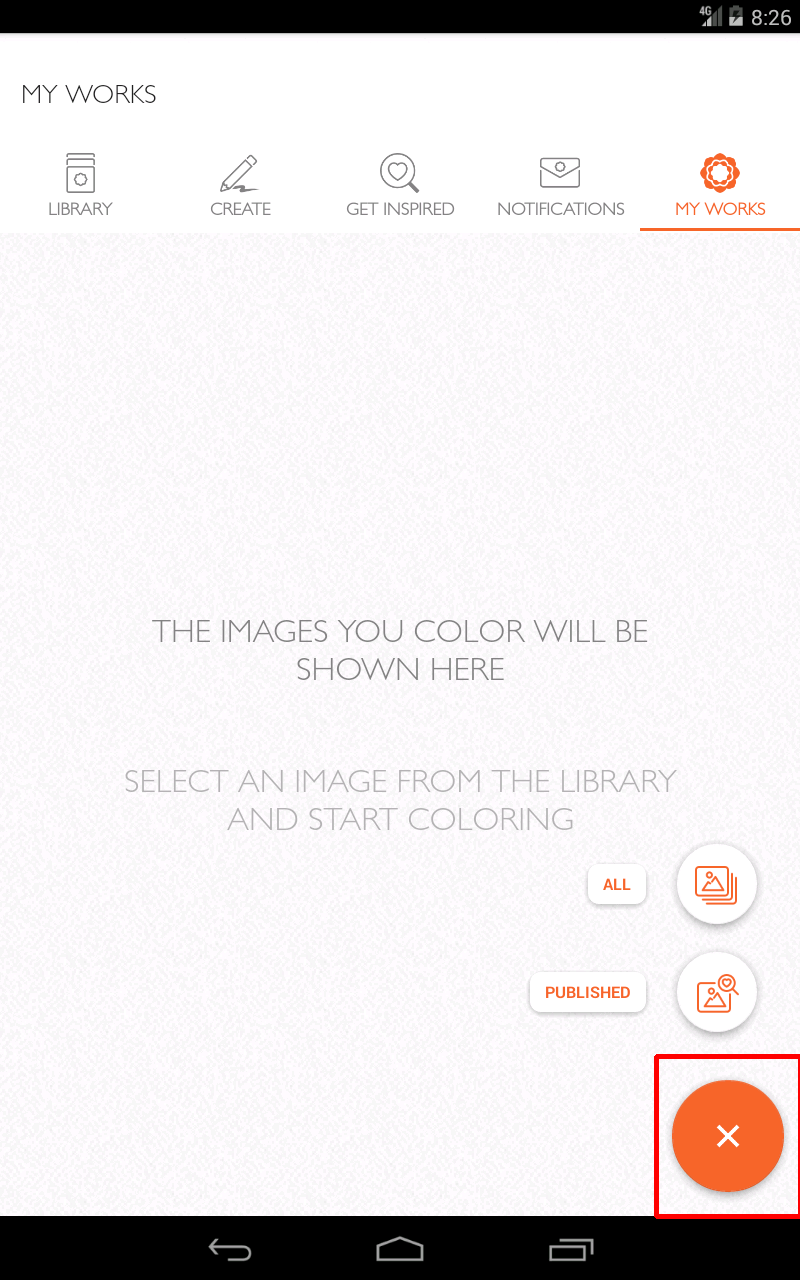 4G 8:26
MY WORKS
LIBRARY CREATE GET INSPIRED NOTIFICATIONS MY WORKS
THE IMAGES YOU COLOR WILL BE
SHOWN HERE
SELECT AN IMAGE FROM THE LIBRARY
AND START COLORING
ALL
PUBLISHED